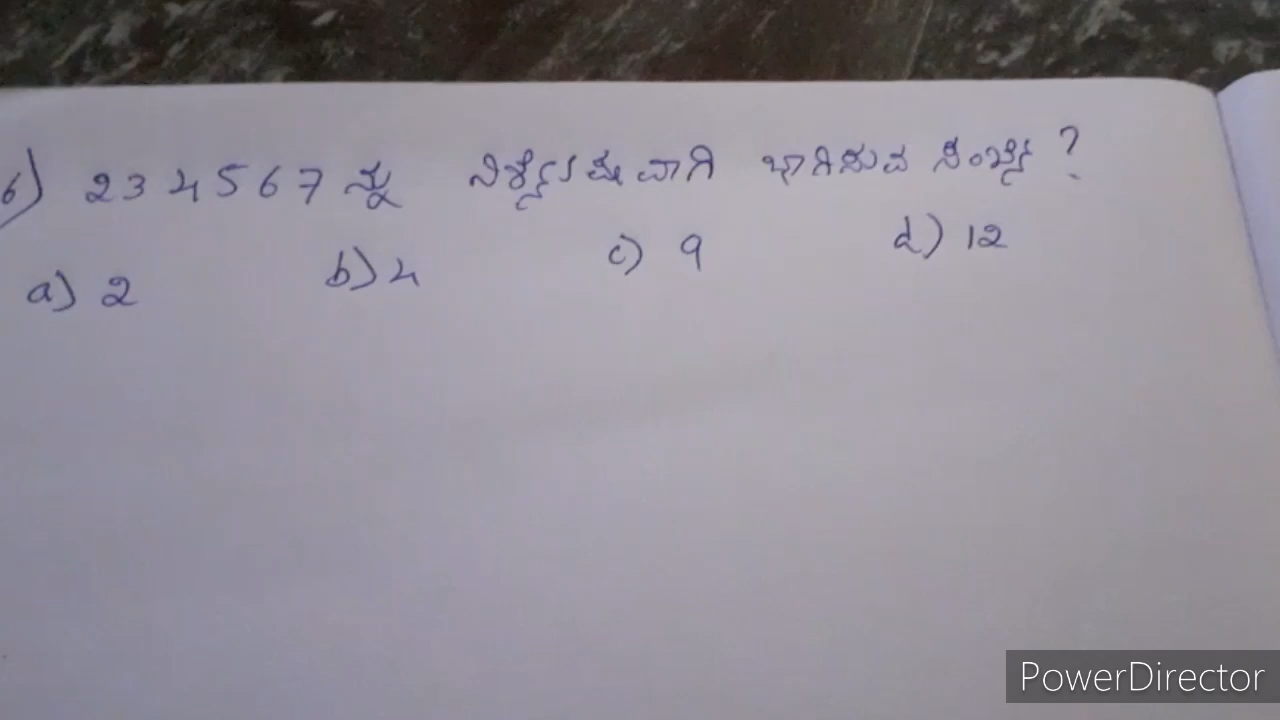 6) 234567 ನ್ನು ನಿಶ್ಶೇಷವಾಗಿ ಭಾಗಿಸುವ ಸಂಖ್ಯೆ ?
a) 2 b) 4 c) 9 d) 12
PowerDirector